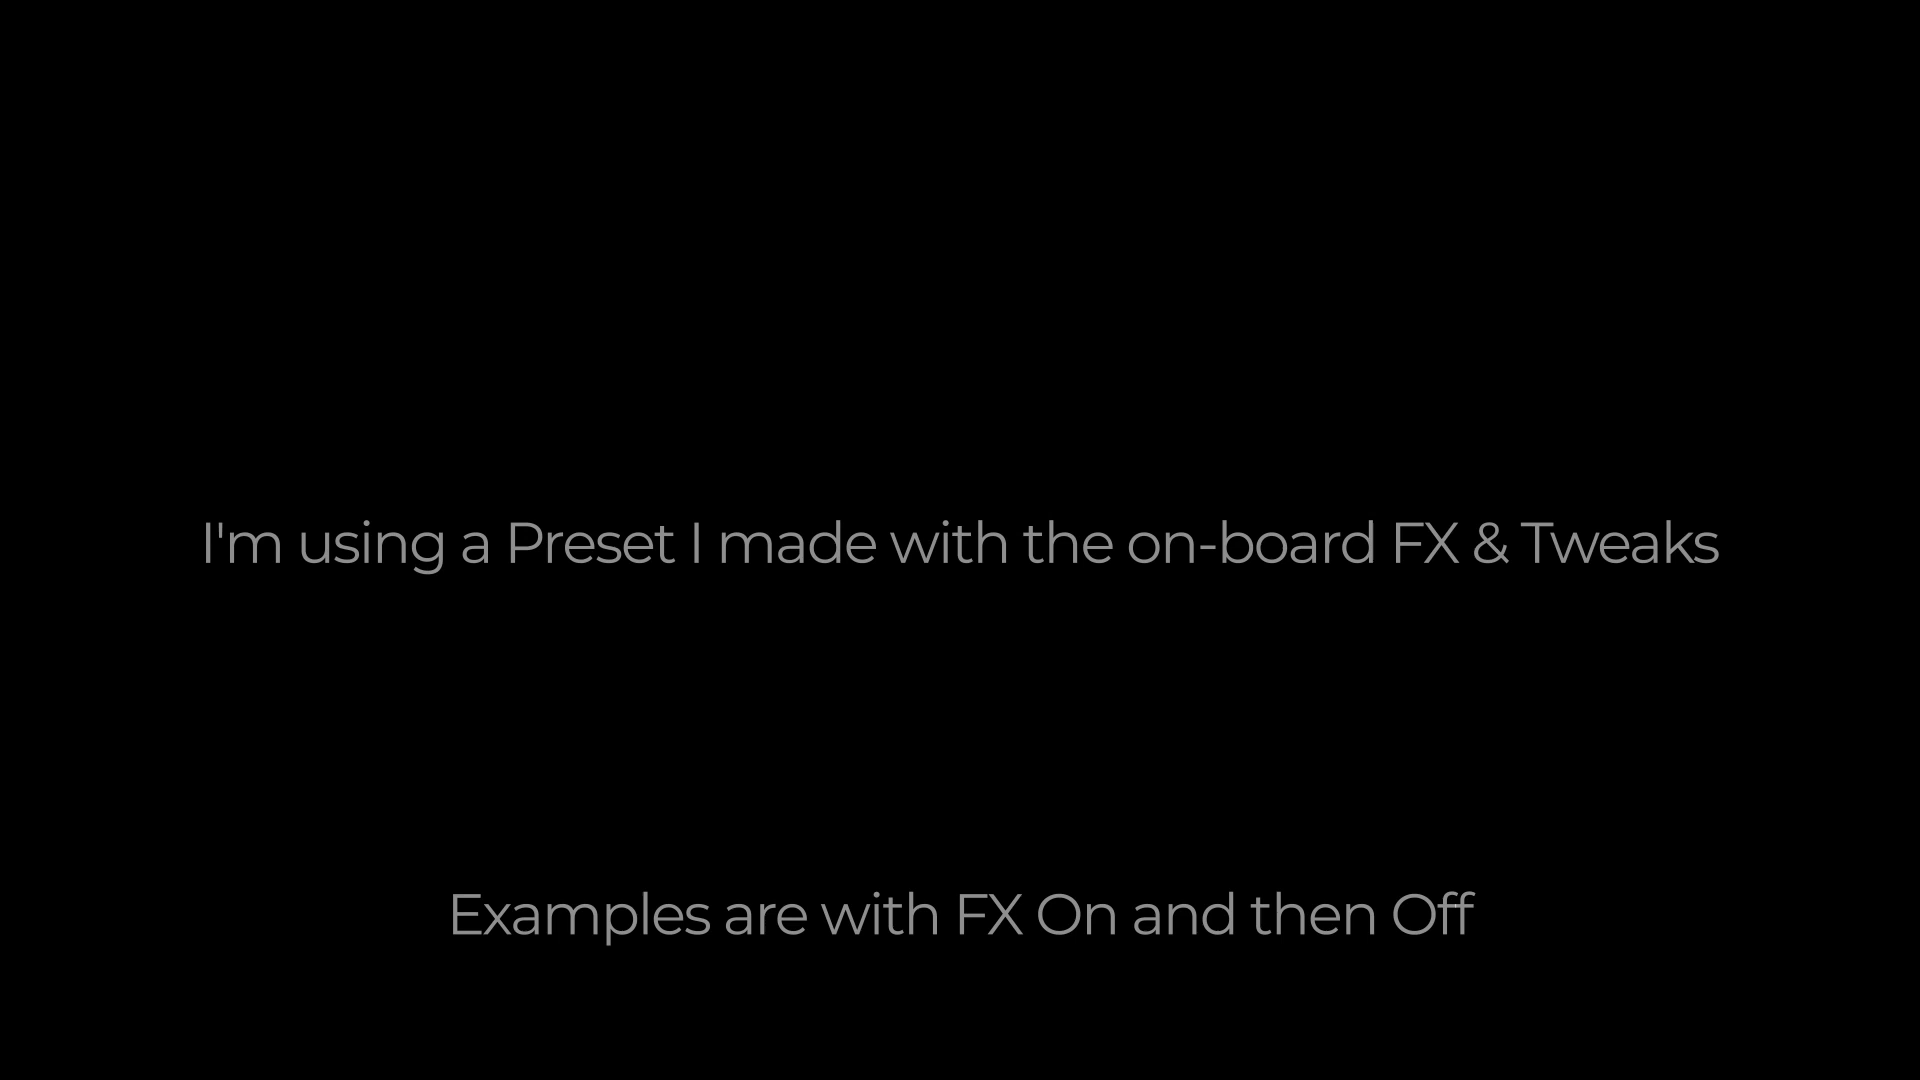 I'm using a Preset I made with the on-board FX & Tweaks
Examples are with FX On and then Off